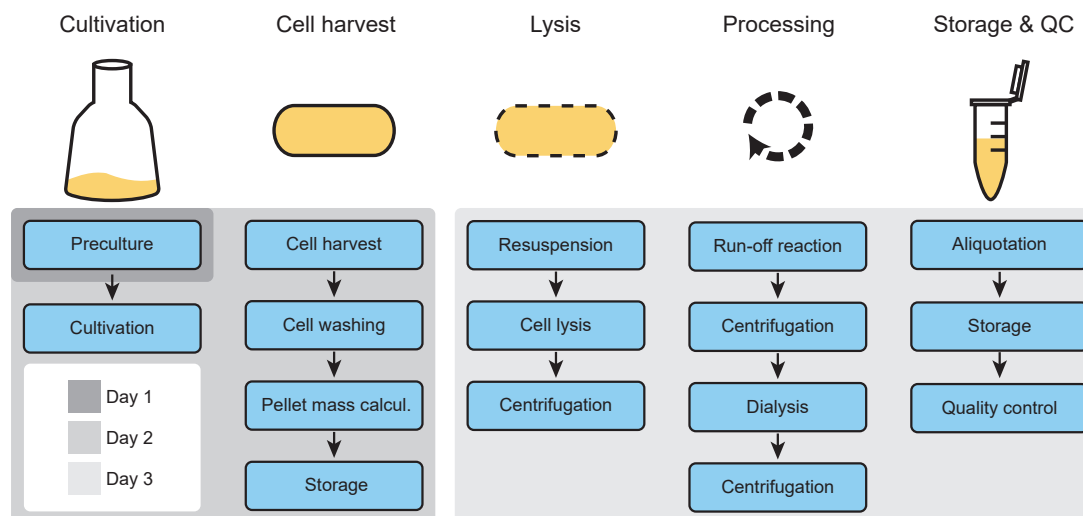 Cultivation
Cell harvest
Lysis
Processing
Storage & QC
Preculture
Cultivation
Day 1
Day 2
Day 3
Cell harvest
Cell washing
Pellet mass calcul.
Storage
Resuspension
Cell lysis
Centrifugation
Run-off reaction
Centrifugation
Dialysis
Centrifugation
Aliquotation
Storage
Quality control